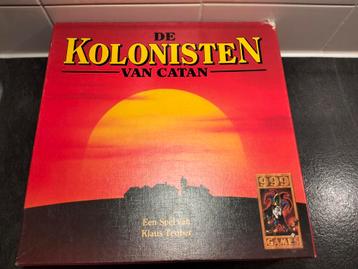 DE
KOLONISTEN
VAN CATAN
Een Spel van
Klaus Teuber
999
GAMES